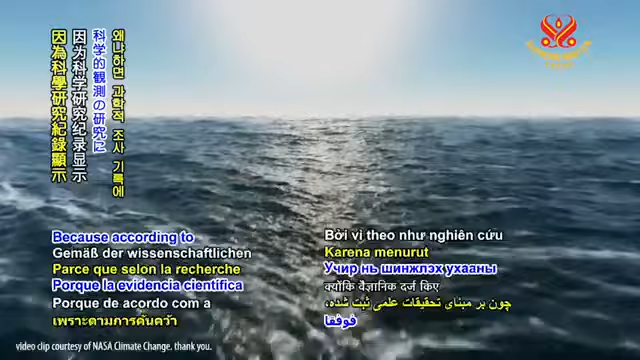 왜냐하면 과학적 조사 기록에
科学的観測の研究に
因为科学研究纪录显示
因為科學研究紀錄顯示
Because according to
Gemäß der wissenschaftlichen
Parce que selon la recherche
Porque la evidencia científica
Porque de acordo com a
เพราะตามการค้นคว้า
Bởi vị theo như nghiên cứu
Karena menurut
Учир нь шинжлэх ухааны
क्योंकि वैज्ञानिक दर्ज किए
چون بر مبنای تحقیقات علمی ثبت شده،
video clip courtesy of NASA Climate Change. thank you.